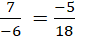 7/-6 = -5/18